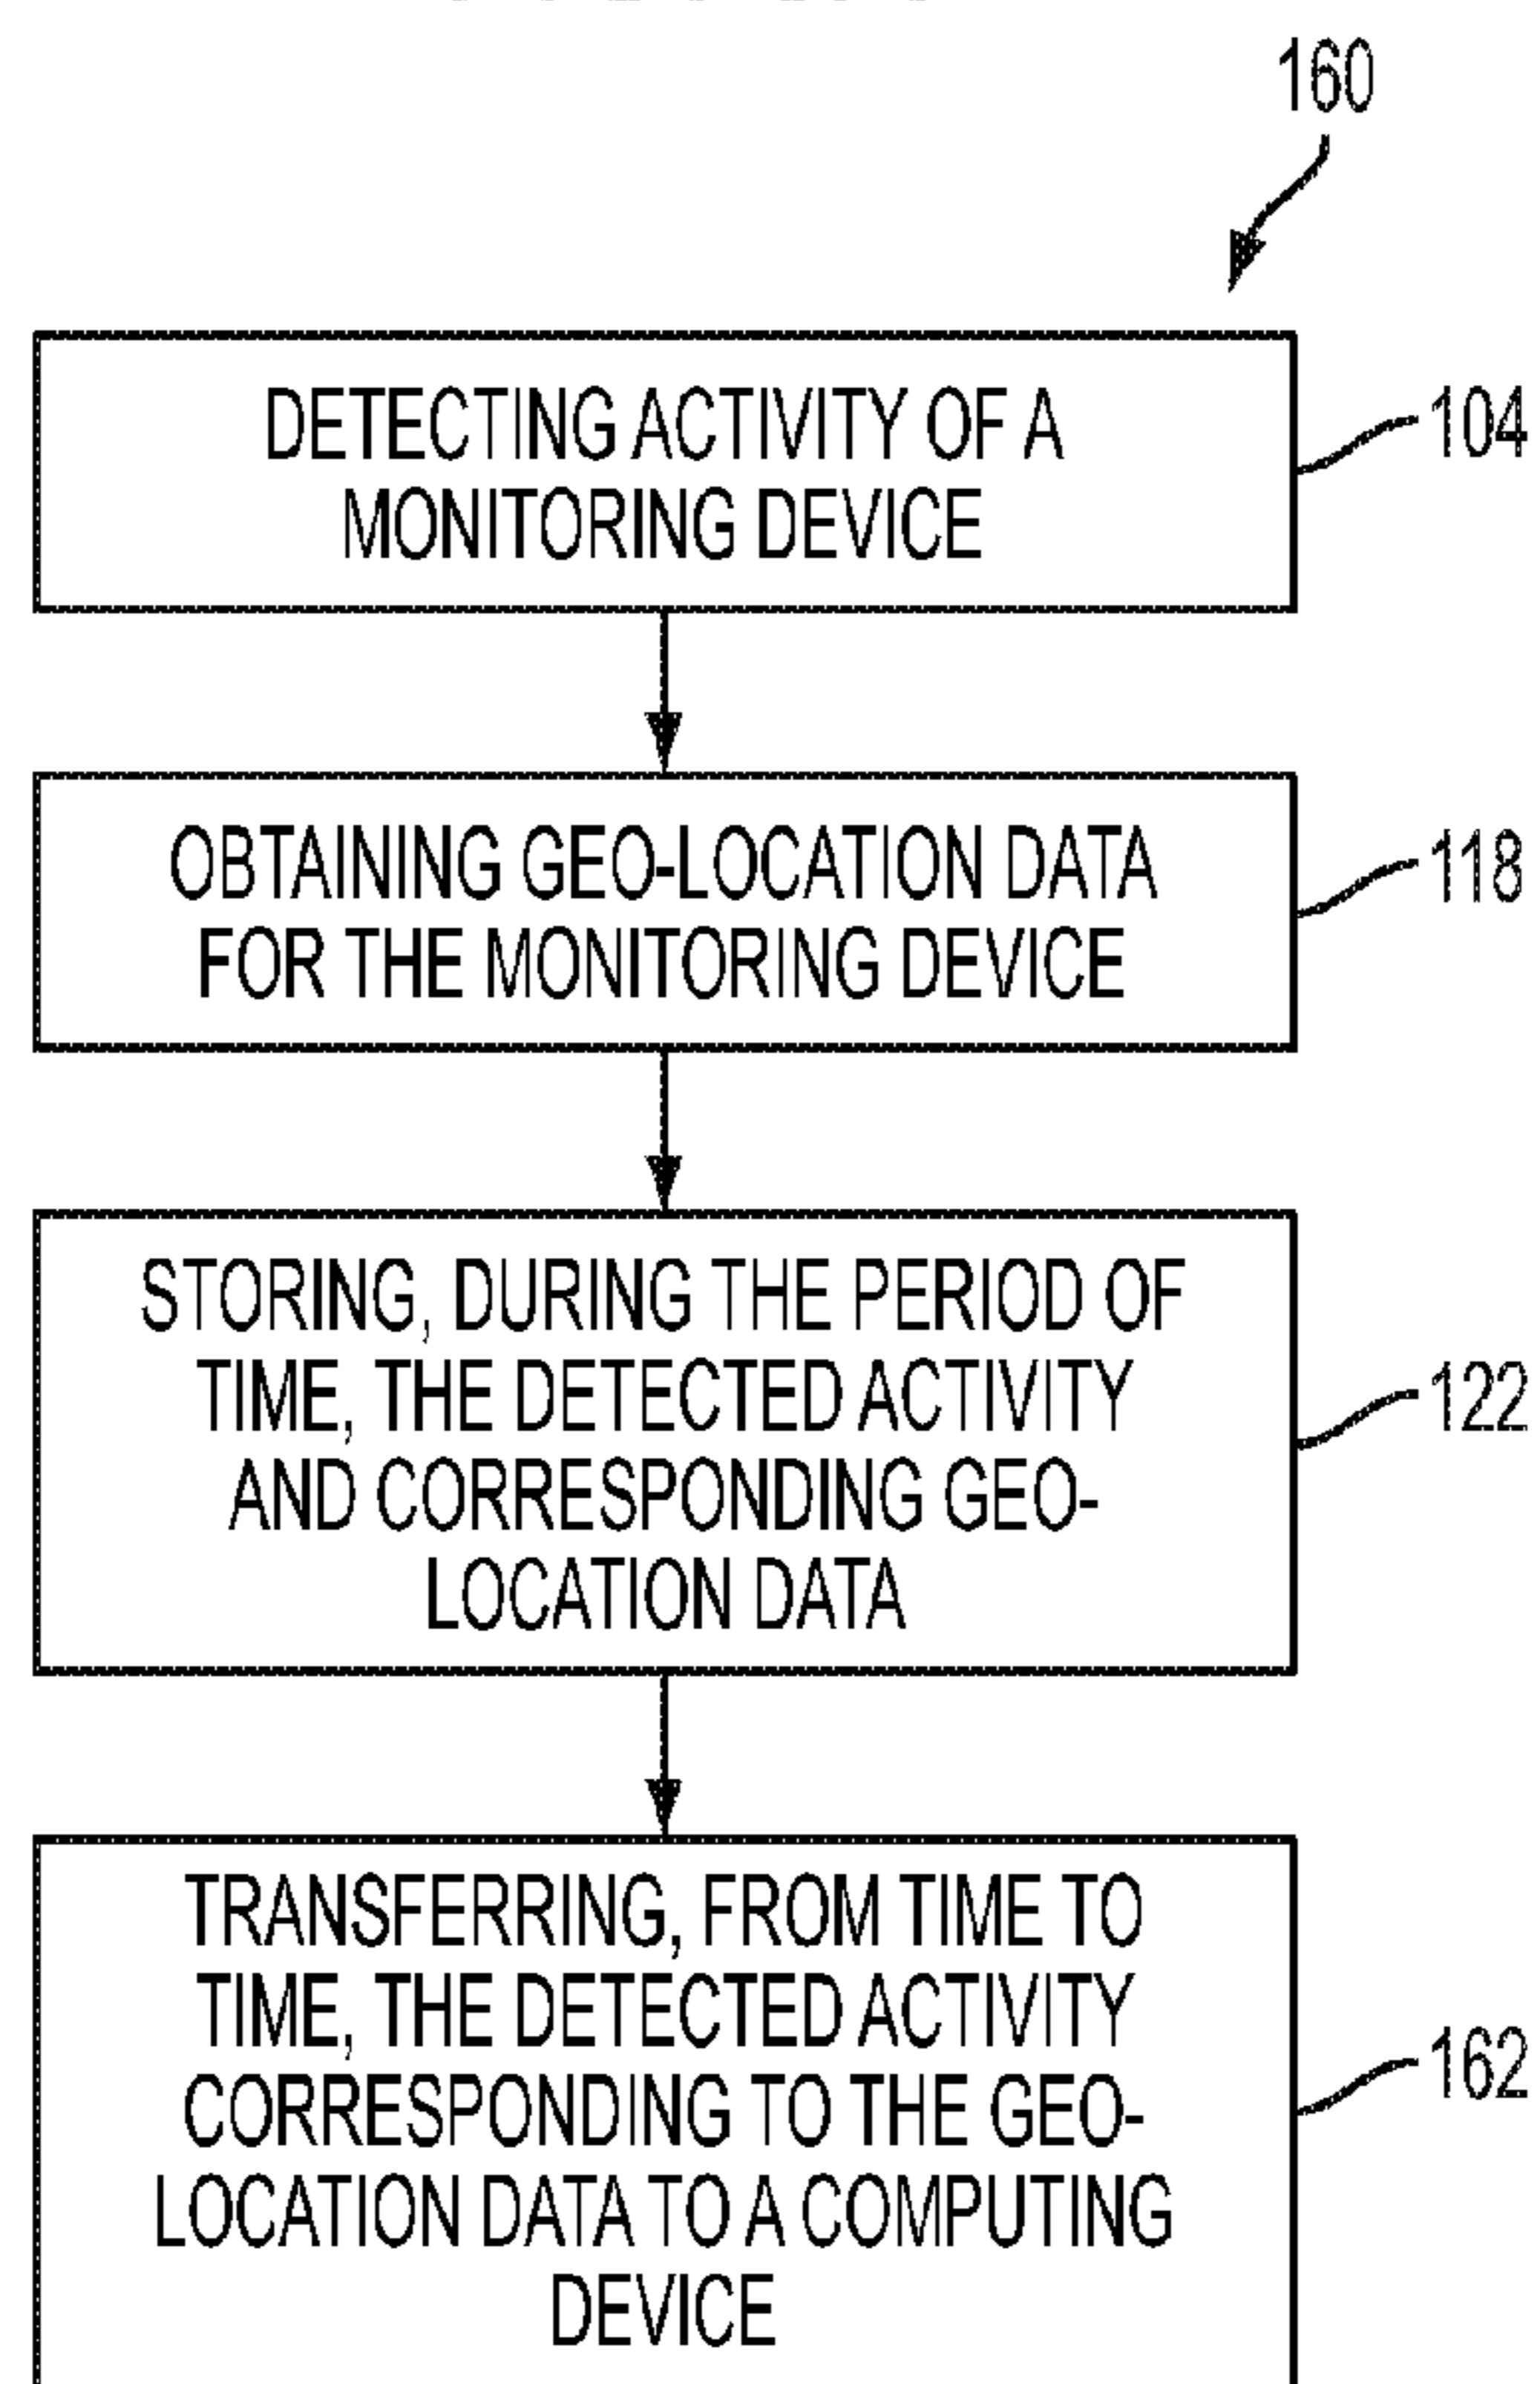 160
DETECTING ACTIVITY OF A
MONITORING DEVICE
104
OBTAINING GEO-LOCATION DATA
FOR THE MONITORING DEVICE
118
STORING, DURING THE PERIOD OF
TIME, THE DETECTED ACTIVITY
AND CORRESPONDING GEO-
LOCATION DATA
122
TRANSFERRING, FROM TIME TO
TIME, THE DETECTED ACTIVITY
CORRESPONDING TO THE GEO-
LOCATION DATA TO A COMPUTING
DEVICE
162